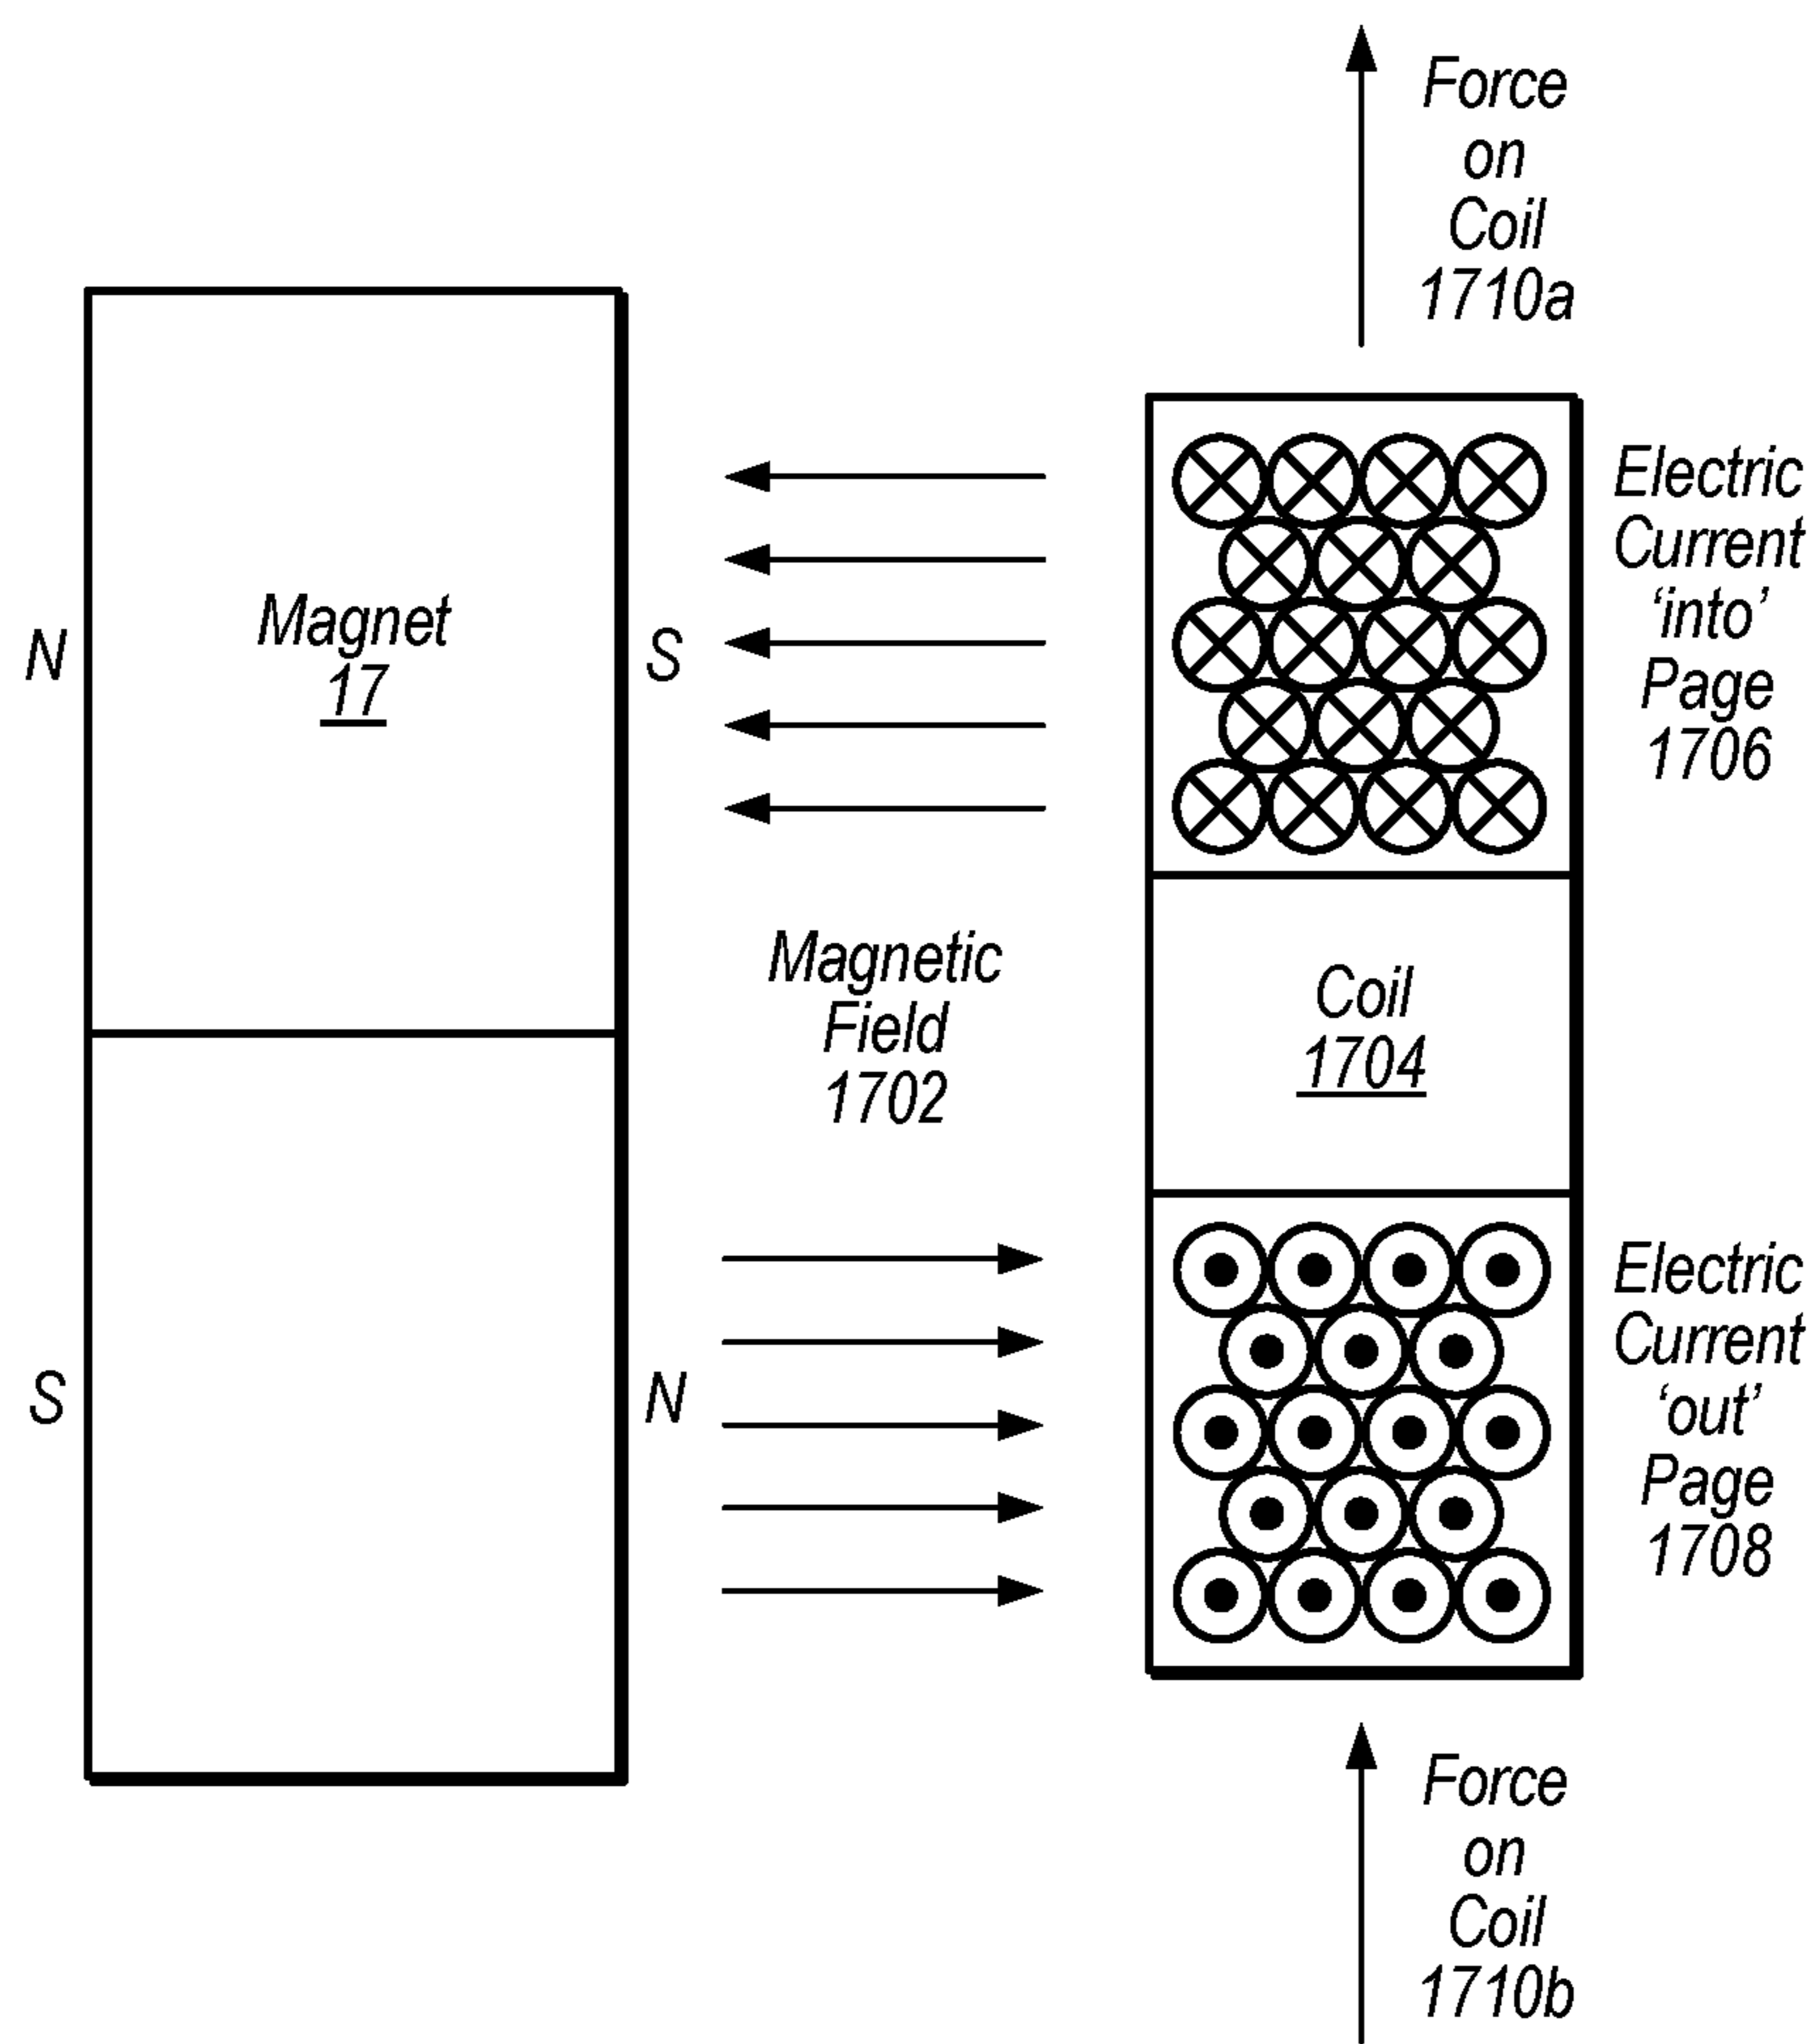 Force
on
Coil
1710a
Electric
Current
‘into’
Page
1706
N
Magnet
17
S
Magnetic
Field
1702
Coil
1704
Electric
Current
‘out’
Page
1708
S
N
Force
on
Coil
1710b